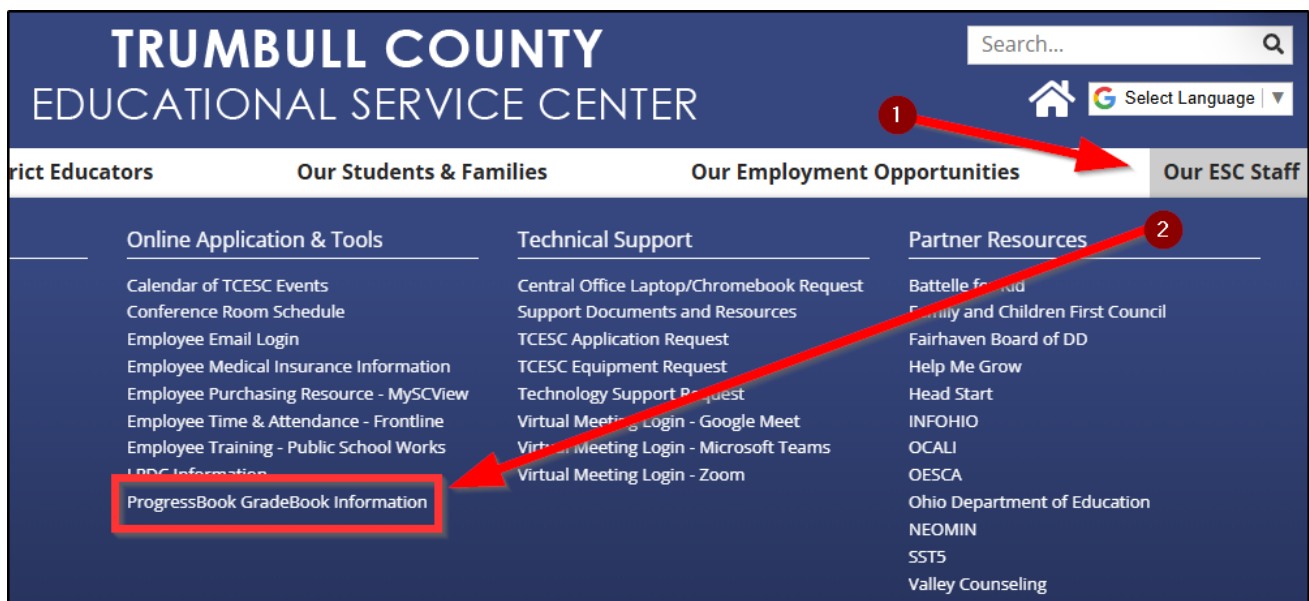 TRUMBULL COUNTY
EDUCATIONAL SERVICE CENTER
Search...
Select Language ▼
1
rict Educators
Our Students & Families
Our Employment Opportunities
Our ESC Staff
2
Online Application & Tools
Calendar of TCESC Events
Conference Room Schedule
Employee Email Login
Employee Medical Insurance Information
Employee Purchasing Resource - MySCView
Employee Time & Attendance - Frontline
Employee Training - Public School Works
LPDC Information
ProgressBook GradeBook Information
Technical Support
Central Office Laptop/Chromebook Request
Support Documents and Resources
TCESC Application Request
TCESC Equipment Request
Technology Support Request
Virtual Meeting Login - Google Meet
Virtual Meeting Login - Microsoft Teams
Virtual Meeting Login - Zoom
Partner Resources
Battelle for Kid
Family and Children First Council
Fairhaven Board of DD
Help Me Grow
Head Start
INFOHIO
OCALI
OESCA
Ohio Department of Education
NEOMIN
SST5
Valley Counseling